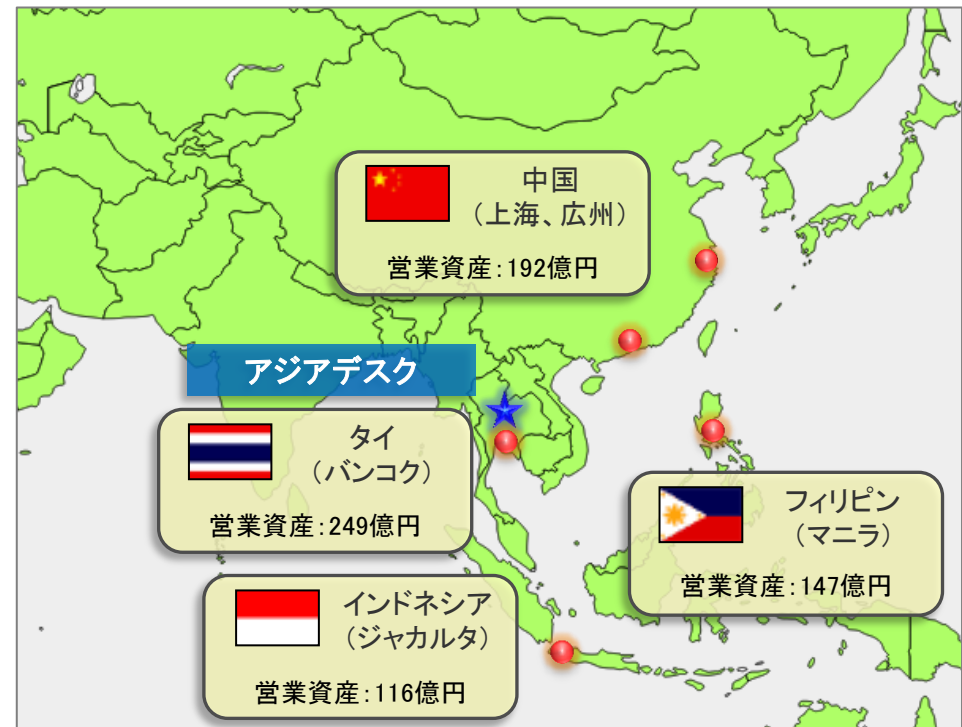 中国
（上海、広州）
営業資産：192億円
アジアデスク
タイ
（バンコク）
営業資産：249億円
フィリピン
（マニラ）
営業資産：147億円
インドネシア
（ジャカルタ）
営業資産：116億円